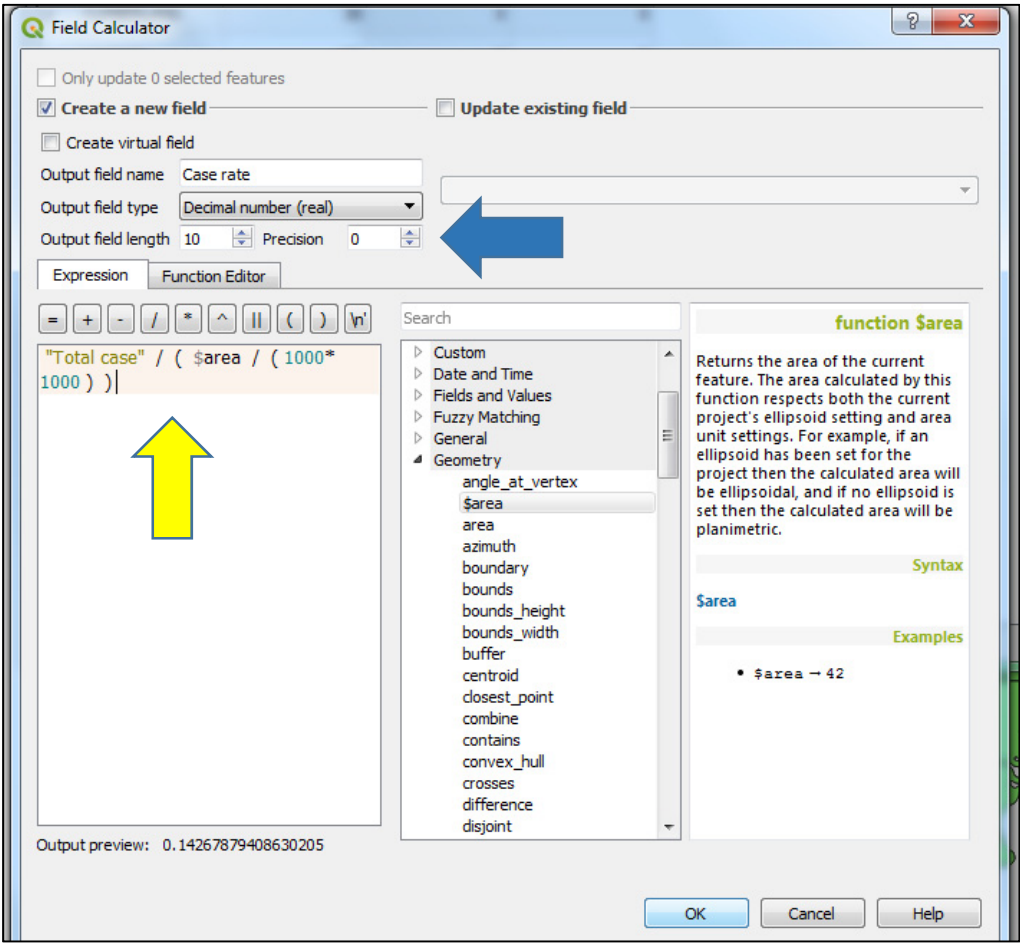 Field Calculator
?
X
Only update 0 selected features
Create a new field
Update existing field
Create virtual field
Output field name Case rate
Output field type Decimal number (real)
Output field length 10 Precision 0
Expression Function Editor
= + - / * ^ || ( ) '\n'
"Total case" / ( $area / ( 1000*
1000 ) )
Search
Custom
Date and Time
Fields and Values
Fuzzy Matching
General
Geometry
angle_at_vertex
$area
area
azimuth
boundary
bounds
bounds_height
bounds_width
buffer
centroid
closest_point
combine
contains
convex_hull
crosses
difference
disjoint
function $area
Returns the area of the current
feature. The area calculated by this
function respects both the current
project's ellipsoid setting and area
unit settings. For example, if an
ellipsoid has been set for the
project then the calculated area will
be ellipsoidal, and if no ellipsoid is
set then the calculated area will be
planimetric.
Syntax
$area
Examples
• $area → 42
Output preview: 0.14267879408630205
OK Cancel Help